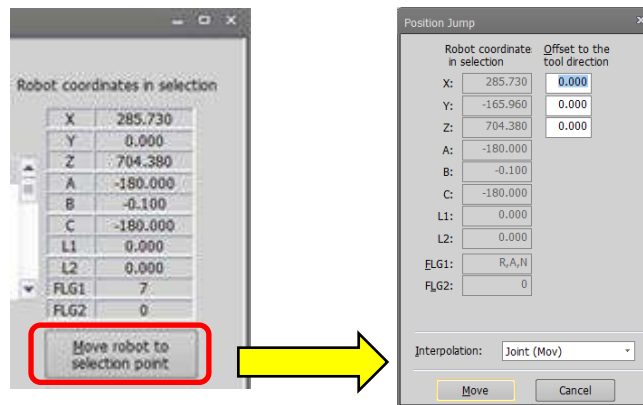 Robot coordinates in selection
X 285.730
Y 0.000
Z 704.380
A -180.000
B -0.100
C -180.000
L1 0.000
L2 0.000
FLG1 7
FLG2 0
Move robot to
selection point
Position Jump
Robot coordinate Offset to the
in selection tool direction
X: 285.730 0.000
Y: -165.960 0.000
Z: 704.380 0.000
A: -180.000
B: -0.100
C: -180.000
L1: 0.000
L2: 0.000
FLG1: R,A,N
FLG2: 0
Interpolation: Joint (Mov)
Move Cancel